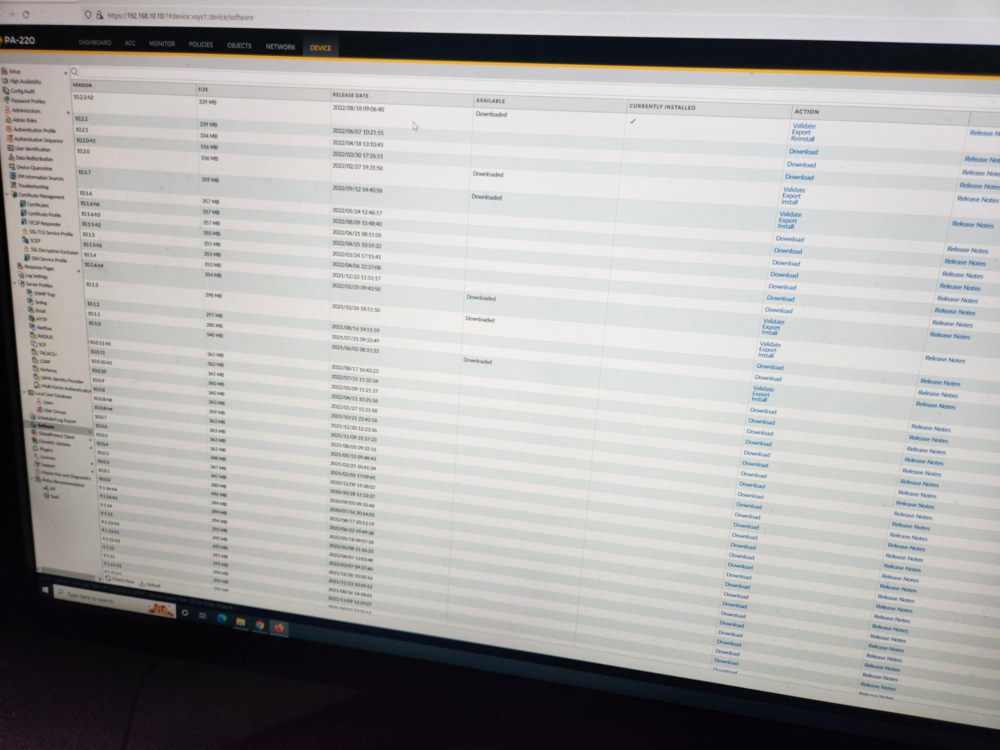 https://192.168.10.10/?#device::vsys1::device/software
PA-220
DASHBOARD ACC MONITOR POLICIES OBJECTS NETWORK DEVICE
Setup
High Availability
Config Audit
Password Profiles
Administrators
Admin Roles
Authentication Profile
Authentication Sequence
User Identification
Data Redistribution
Device Quarantine
VM Information Sources
Troubleshooting
Certificate Management
Certificates
Certificate Profile
OCSP Responder
SSL/TLS Service Profile
SCEP
SSL Decryption Exclusion
SSH Service Profile
Response Pages
Log Settings
Server Profiles
SNMP Trap
Syslog
Email
HTTP
Netflow
RADIUS
SCP
TACACS+
LDAP
Kerberos
SAML Identity Provider
Multi Factor Authentication
Local User Database
Users
User Groups
Scheduled Log Export
Software
GlobalProtect Client
Dynamic Updates
Plugins
Licenses
Support
Master Key and Diagnostics
Policy Recommendation
IoT
SaaS
VERSION SIZE RELEASE DATE AVAILABLE CURRENTLY INSTALLED ACTION
10.2.2-h2 339 MB 2022/08/18 09:06:40 Downloaded ✓ Validate Export Reinstall Release N
10.2.2 339 MB 2022/06/07 10:21:55 Download Release Not
10.2.1 334 MB 2022/04/18 13:10:45 Download Release Note
10.2.0-h1 556 MB 2022/03/30 17:26:51 Download Release Notes
10.2.0 556 MB 2022/02/27 19:31:56 Downloaded Validate Export Install Release Notes
10.1.7 359 MB 2022/09/12 14:40:56 Downloaded Validate Export Install Release Notes
10.1.6 357 MB 2022/05/24 12:46:17 Download Release Notes
10.1.6-h6 357 MB 2022/08/09 15:48:40 Download Release Notes
10.1.6-h3 357 MB 2022/06/21 08:11:05 Download Release Notes
10.1.5-h2 355 MB 2022/04/25 10:59:32 Download Release Notes
10.1.5 355 MB 2022/03/24 17:15:41 Download Release Notes
10.1.5-h1 355 MB 2022/04/06 22:37:08 Download Release Notes
10.1.4 353 MB 2021/12/22 11:51:17 Download Release Notes
10.1.4-h4 354 MB 2022/02/25 09:43:58 Downloaded Validate Export Install Release Notes
10.1.3 298 MB 2021/10/26 18:51:50 Downloaded Validate Export Install Release Notes
10.1.2 297 MB 2021/08/16 14:51:59 Download Release Notes
10.1.1 280 MB 2021/07/21 09:33:49 Download Release Notes
10.1.0 540 MB 2021/06/02 08:15:33 Downloaded Validate Export Install Release Notes
10.0.11-h1 362 MB 2022/08/17 16:43:23 Download Release Notes
10.0.11 362 MB 2022/07/15 11:32:34 Download Release Notes
10.0.10-h1 361 MB 2022/05/09 11:21:37 Download Release Notes
10.0.10 360 MB 2022/04/12 10:35:58 Download Release Notes
10.0.9 360 MB 2022/01/27 15:21:58 Download Release Notes
10.0.8 363 MB 2021/10/21 22:42:18 Download Release Notes
10.0.8-h8 359 MB 2021/12/20 12:23:36 Download Release Notes
10.0.8-h4 363 MB 2021/11/09 21:57:23 Download Release Notes
10.0.7 363 MB 2021/08/05 09:32:16 Download Release Notes
10.0.6 363 MB 2021/05/12 09:48:43 Download Release Notes
10.0.5 362 MB 2021/03/25 10:41:34 Download Release Notes
10.0.4 348 MB 2021/02/01 17:09:41 Download Release Notes
10.0.3 347 MB 2020/12/09 19:38:02 Download Release Notes
10.0.2 347 MB 2020/10/28 11:33:37 Download Release Notes
10.0.1 280 MB 2020/09/03 09:32:46 Download Release Notes
10.0.0 496 MB 2020/07/16 20:14:55 Download Release Notes
9.1.14-h4 294 MB 2022/08/17 20:13:19 Download Release Notes
9.1.14-h1 294 MB 2022/06/22 19:49:38 Download Release Notes
9.1.14 294 MB 2022/05/18 09:07:18 Download Release Notes
9.1.13 292 MB 2022/02/08 11:16:23 Download Release Notes
9.1.13-h3 292 MB 2022/04/07 13:03:48 Download Release Notes
9.1.13-h1 292 MB 2022/03/07 09:27:40 Download Release Notes
9.1.12-h3 291 MB 2021/12/20 10:50:16 Download Release Notes
9.1.12 295 MB 2021/11/23 10:59:53 Download Release Notes
9.1.11 294 MB 2021/08/26 14:18:42 Download Release Notes
9.1.11-h3 294 MB 2021/11/09 12:19:07 Download Release Notes
Check Now Upload
Type here to search